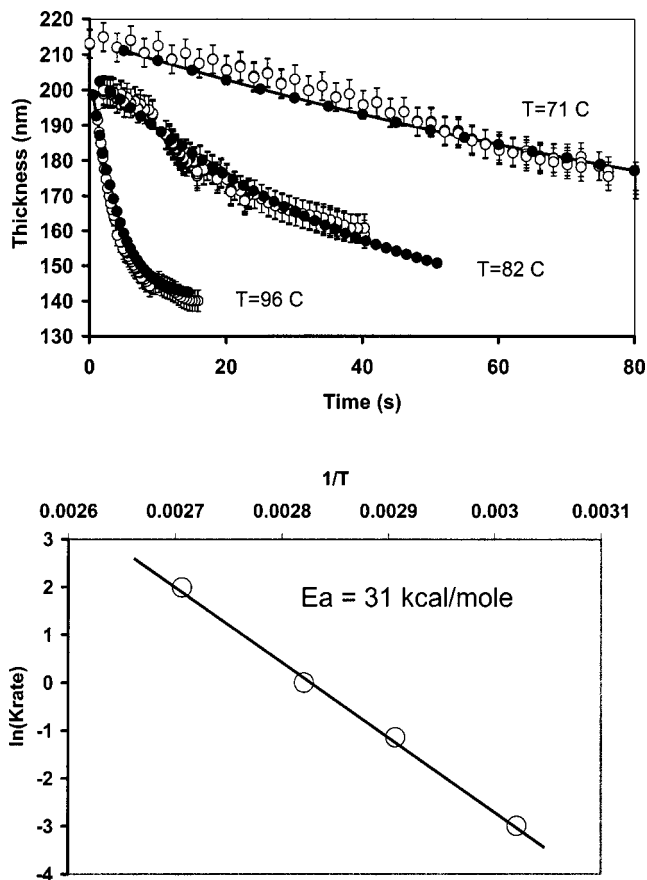 220
210
200
190
180
170
160
150
140
130
Thickness (nm)
T=71 C
T=82 C
T=96 C
0 20 40 60 80
Time (s)
1/T
0.0026 0.0027 0.0028 0.0029 0.003 0.0031
3
2
1
0
-1
-2
-3
-4
ln(Krate)
Ea = 31 kcal/mole